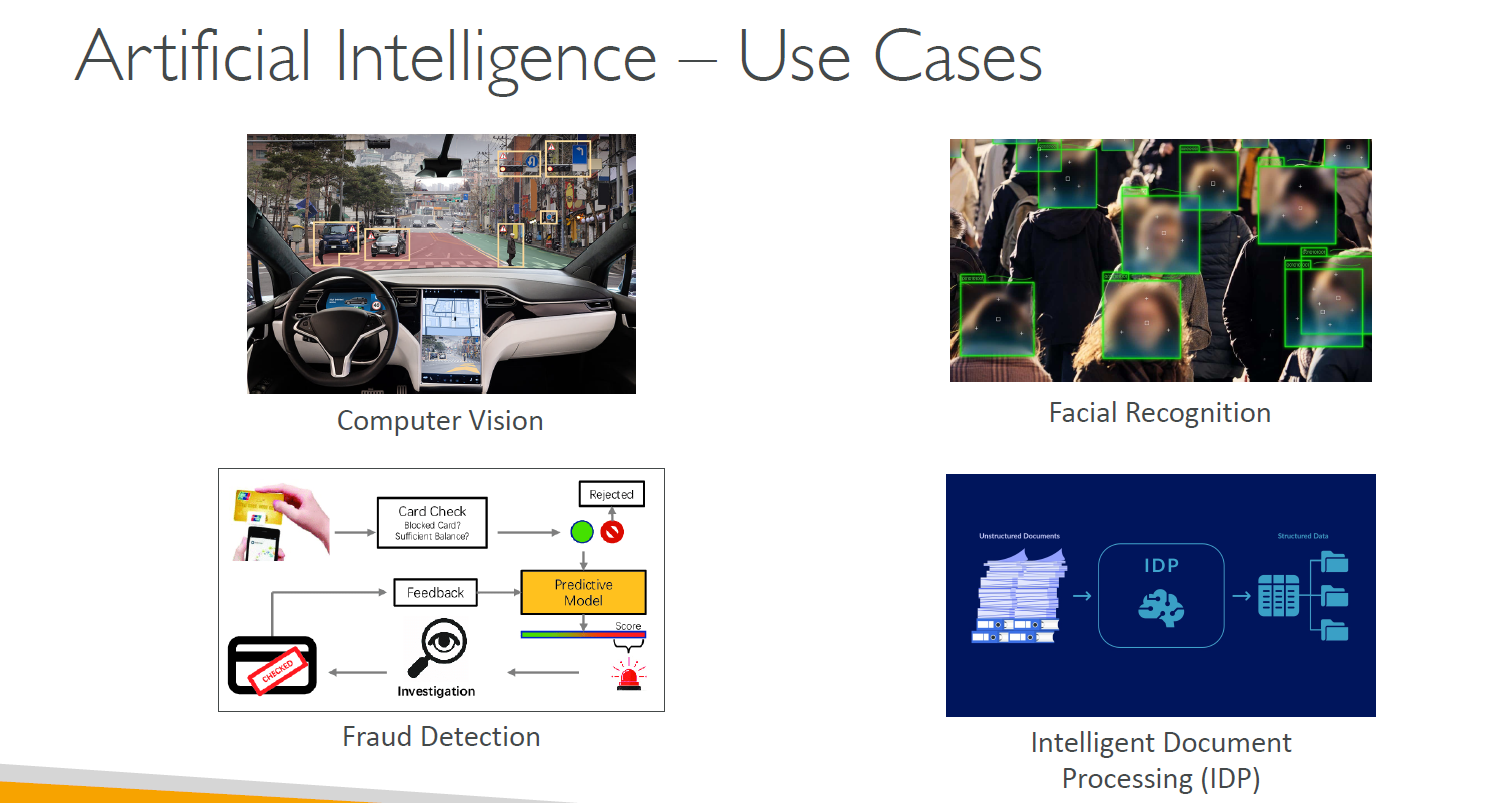 Artificial Intelligence – Use Cases
Computer Vision
Facial Recognition
Card Check
Blocked Card?
Sufficient Balance?
Rejected
Predictive
Model
Feedback
Score
CHECKED
Investigation
Fraud Detection
Unstructured Documents
IDP
Structured Data
Intelligent Document
Processing (IDP)